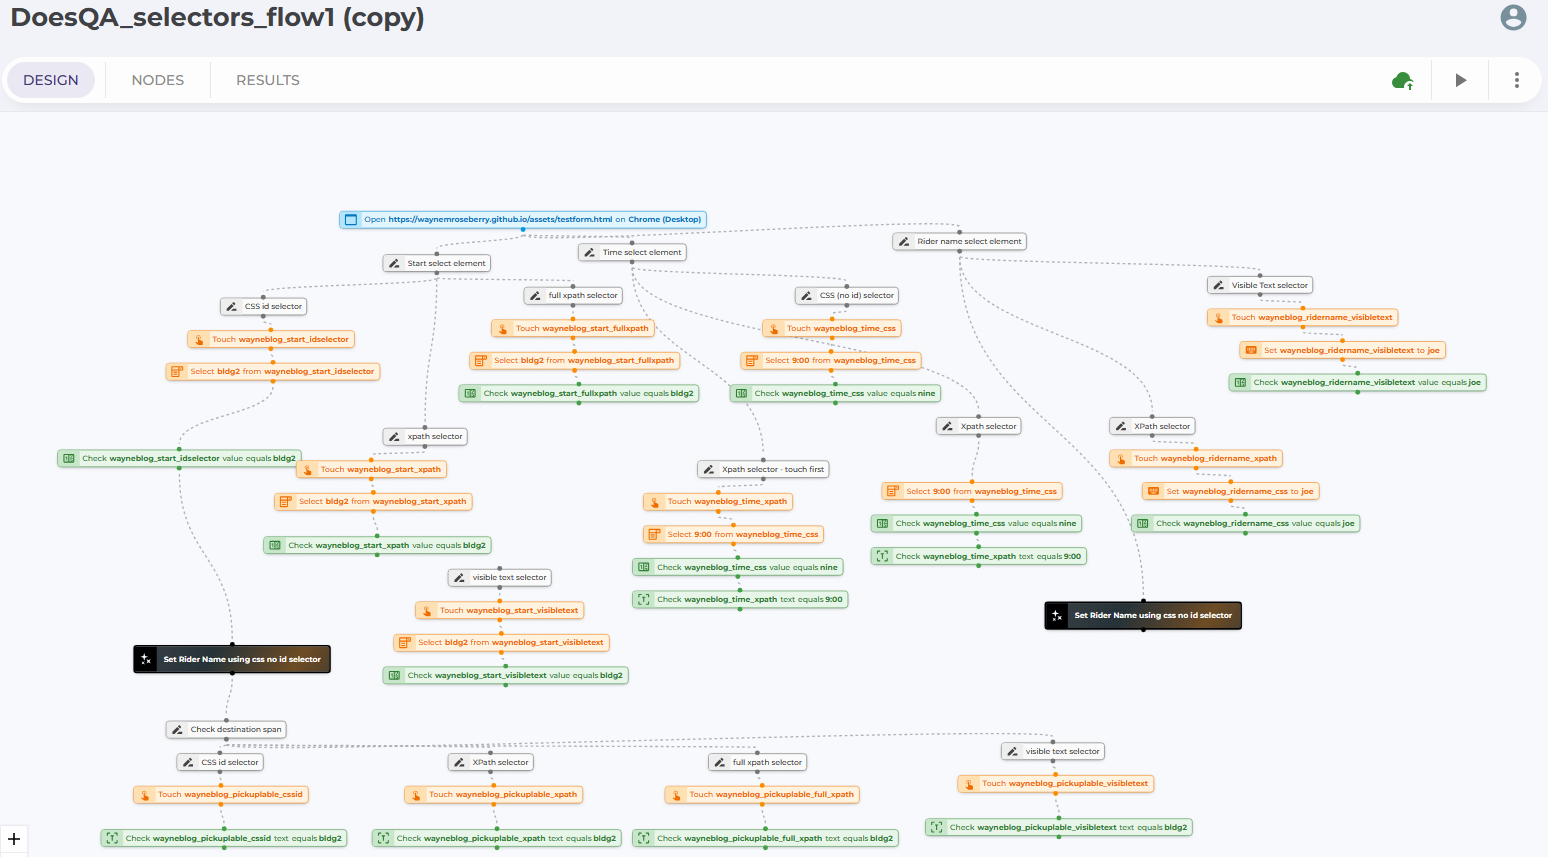 DoesQA_selectors_flow1 (copy)
DESIGN
NODES
RESULTS
Open https://waynemroseberry.github.io/assets/testform.html on Chrome (Desktop)
Start select element
Time select element
Rider name select element
CSS id selector
full xpath selector
CSS (no id) selector
Visible Text selector
Touch wayneblog_start_idselector
Touch wayneblog_start_fullxpath
Touch wayneblog_time_css
Touch wayneblog_ridername_visibletext
Select bldg2 from wayneblog_start_idselector
Select bldg2 from wayneblog_start_fullxpath
Select 9:00 from wayneblog_time_css
Set wayneblog_ridername_visibletext to joe
Check wayneblog_start_fullxpath value equals bldg2
Check wayneblog_time_css value equals nine
Check wayneblog_ridername_visibletext value equals joe
xpath selector
Xpath selector
XPath selector
Check wayneblog_start_idselector value equals bldg2
Touch wayneblog_start_xpath
Xpath selector - touch first
Touch wayneblog_ridername_xpath
Select bldg2 from wayneblog_start_xpath
Touch wayneblog_time_xpath
Select 9:00 from wayneblog_time_css
Set wayneblog_ridername_css to joe
Check wayneblog_start_xpath value equals bldg2
Select 9:00 from wayneblog_time_css
Check wayneblog_time_css value equals nine
Check wayneblog_ridername_css value equals joe
Check wayneblog_time_css value equals nine
Check wayneblog_time_xpath text equals 9:00
visible text selector
Check wayneblog_time_xpath text equals 9:00
Touch wayneblog_start_visibletext
Set Rider Name using css no id selector
Select bldg2 from wayneblog_start_visibletext
Set Rider Name using css no id selector
Check wayneblog_start_visibletext value equals bldg2
Check destination span
CSS id selector
XPath selector
full xpath selector
visible text selector
Touch wayneblog_pickuplable_cssid
Touch wayneblog_pickuplable_xpath
Touch wayneblog_pickuplable_full_xpath
Touch wayneblog_pickuplable_visibletext
Check wayneblog_pickuplable_cssid text equals bldg2
Check wayneblog_pickuplable_xpath text equals bldg2
Check wayneblog_pickuplable_full_xpath text equals bldg2
Check wayneblog_pickuplable_visibletext text equals bldg2